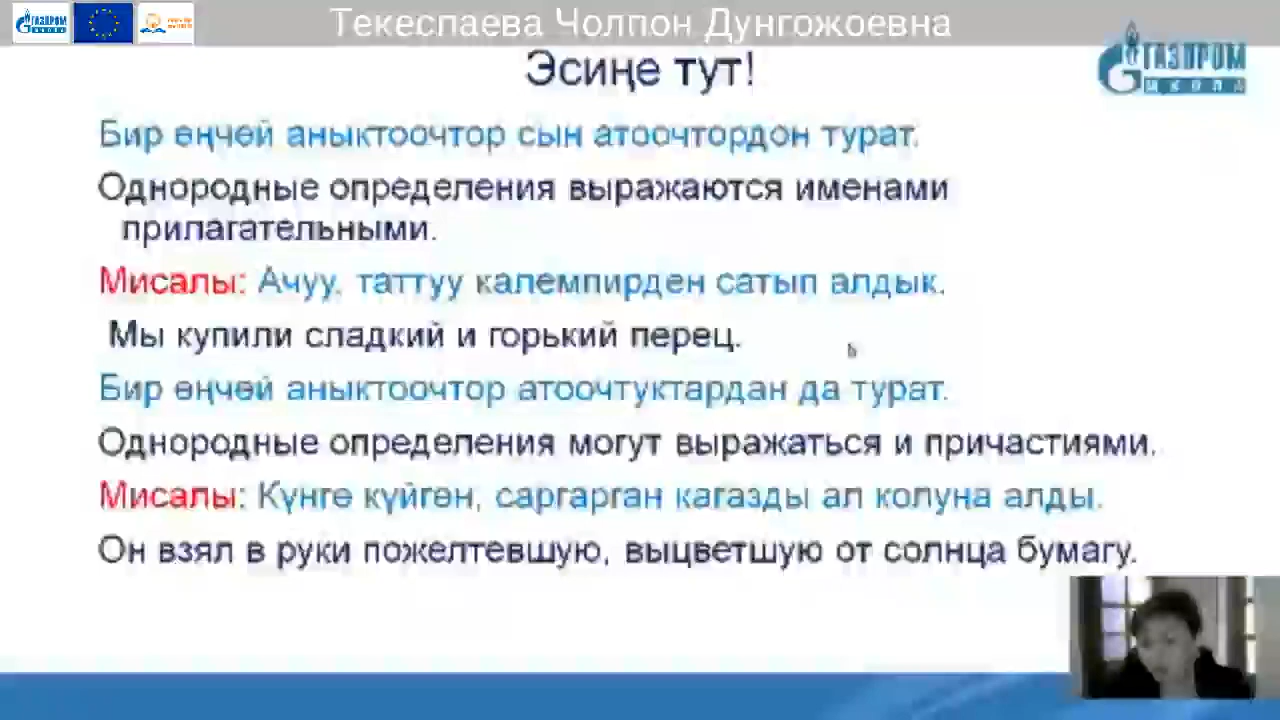 Текеспаева Чолпон Дунгожоевна
ГАЗПРОМ
ШКОЛА
Эсиңе тут!
Бир өңчөй аныктоочтор сын атоочтордон турат.
Однородные определения выражаются именами
прилагательными.
Мисалы: Ачуу, таттуу калемпирден сатып алдык.
Мы купили сладкий и горький перец.
Бир өңчөй аныктоочтор атоочтуктардан да турат.
Однородные определения могут выражаться и причастиями.
Мисалы: Күнгө күйгөн, саргарган кагазды ал колуна алды.
Он взял в руки пожелтевшую, выцветшую от солнца бумагу.